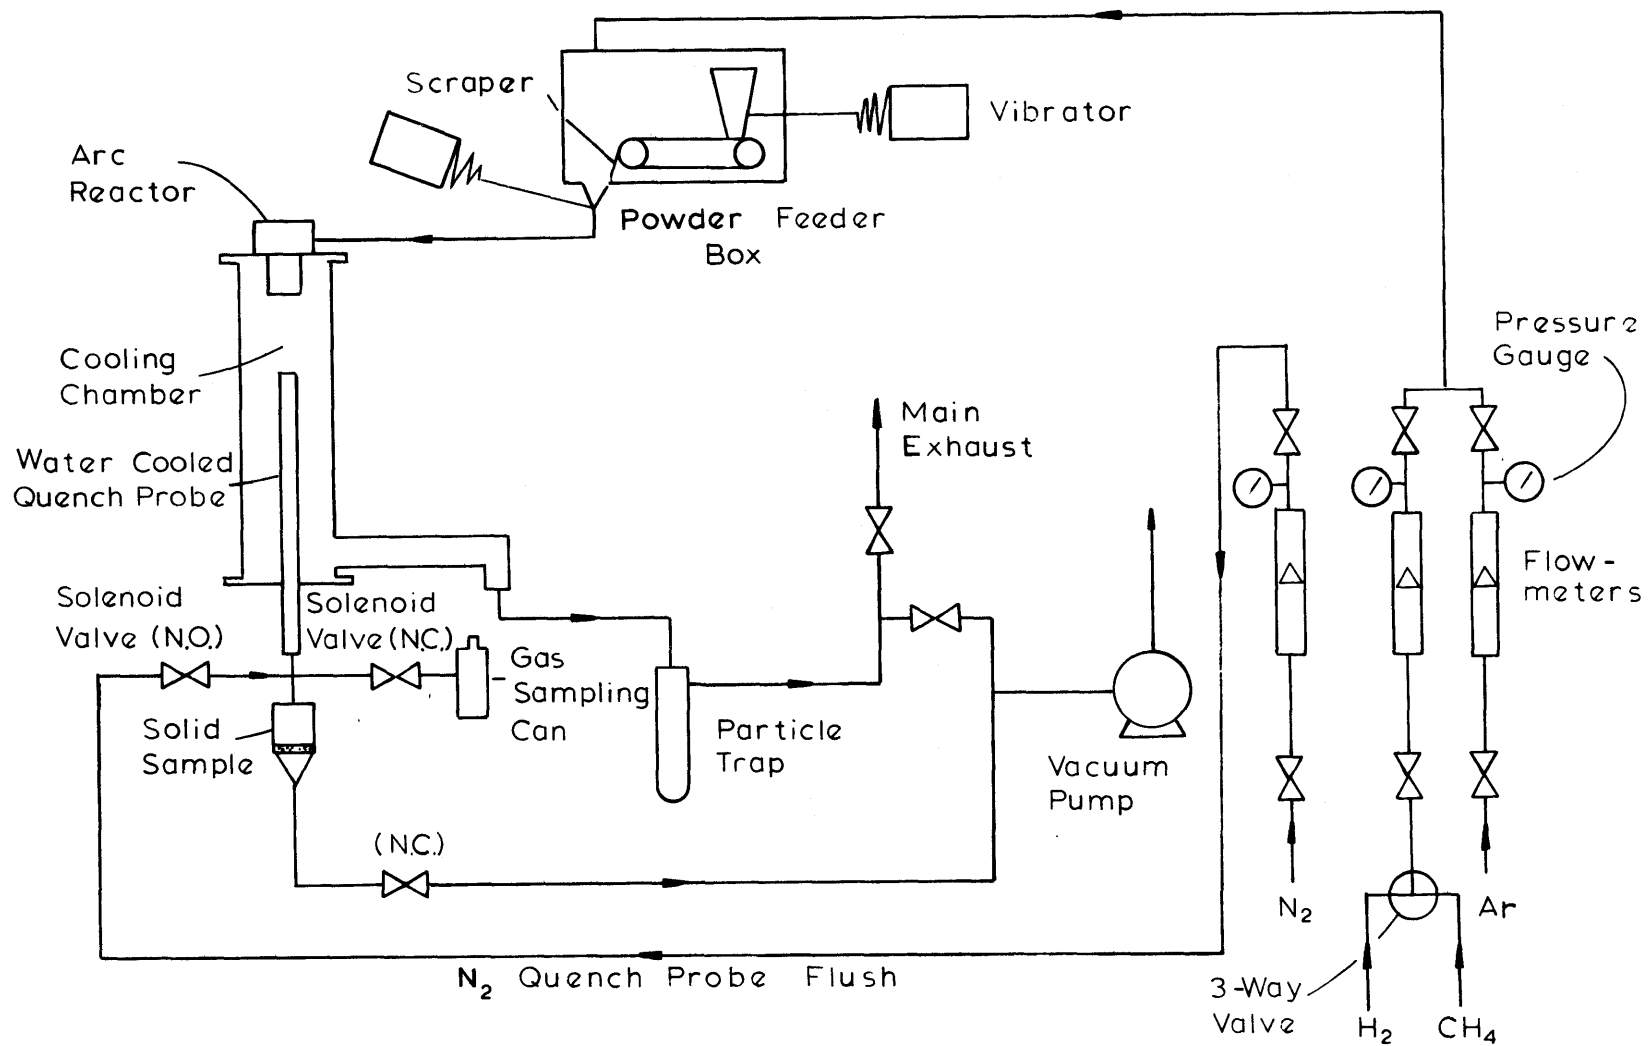 Scraper
Vibrator
Arc
Reactor
Powder Feeder
Box
Pressure
Gauge
Cooling
Chamber
Main
Exhaust
Water Cooled
Quench Probe
Flow-
meters
Solenoid
Valve (N.O.)
Solenoid
Valve (N.C.)
Gas
Sampling
Can
Solid
Sample
Particle
Trap
Vacuum
Pump
(N.C.)
N₂
Ar
N₂ Quench Probe Flush
3-Way
Valve
H₂
CH₄